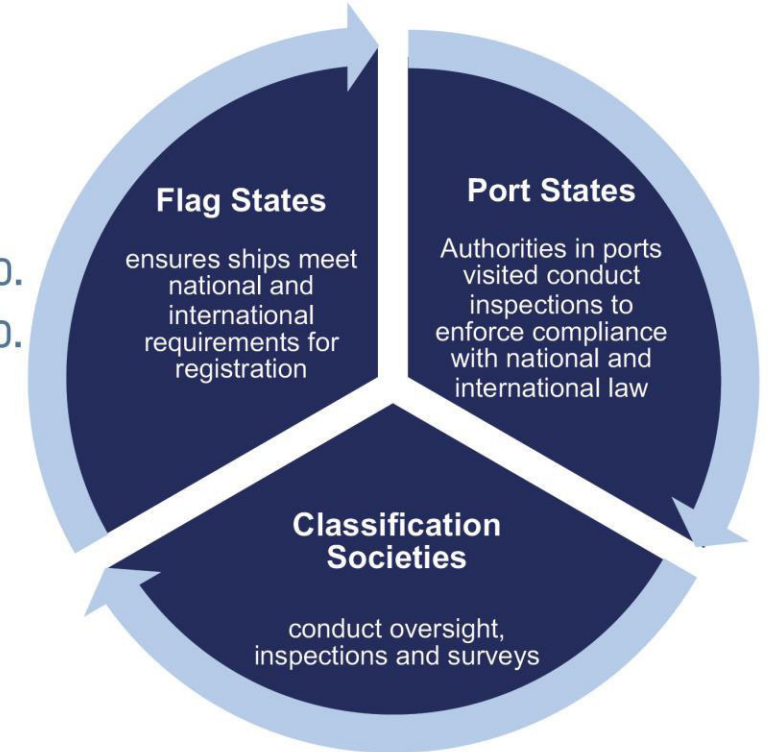 Flag States
ensures ships meet
national and
international
requirements for
registration
Port States
Authorities in ports
visited conduct
inspections to
enforce compliance
with national and
international law
Classification
Societies
conduct oversight,
inspections and surveys